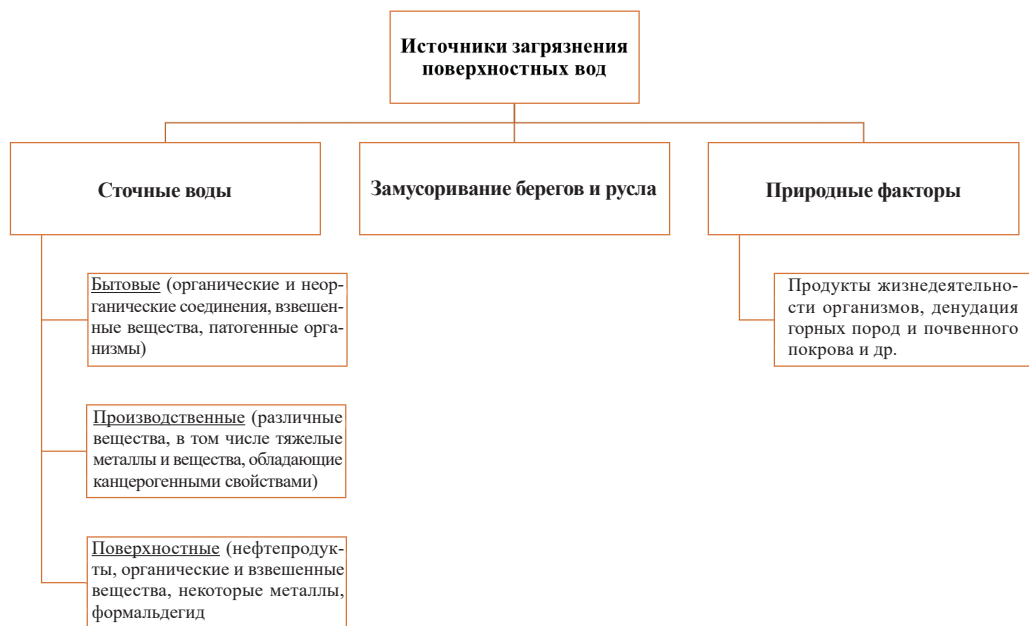 Источники загрязнения
поверхностных вод
Сточные воды
Замусоривание берегов и русла
Природные факторы
Бытовые (органические и неор-
ганические соединения, взвешен-
ные вещества, патогенные орга-
низмы)
Продукты жизнедеятельно-
сти организмов, денудация
горных пород и почвенного
покрова и др.
Производственные (различные
вещества, в том числе тяжелые
металлы и вещества, обладающие
канцерогенными свойствами)
Поверхностные (нефтепродук-
ты, органические и взвешенные
вещества, некоторые металлы,
формальдегид